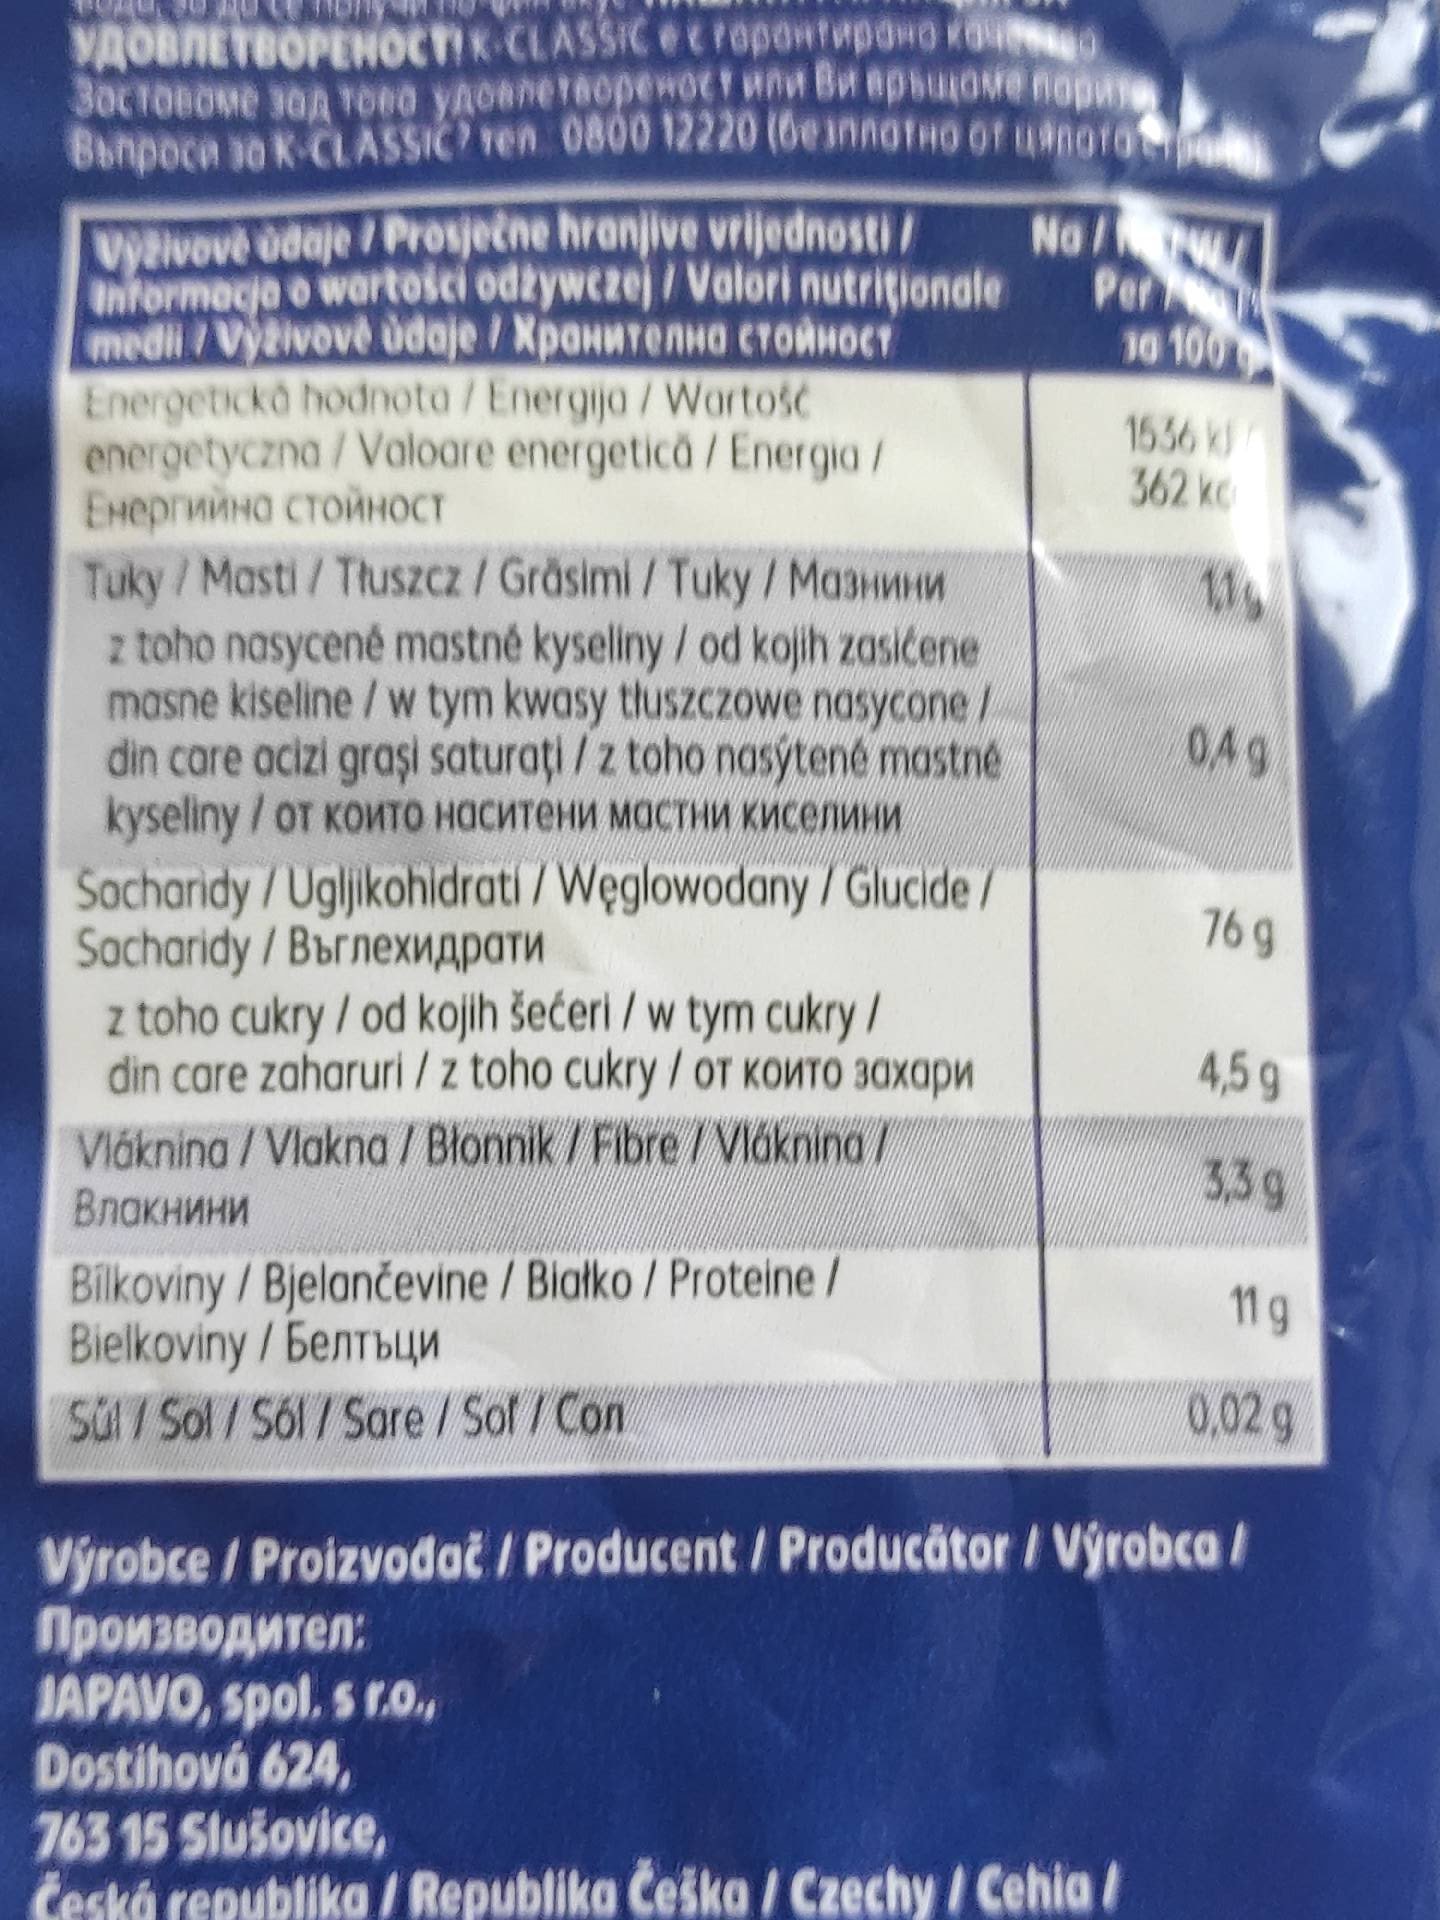 УДОВЛЕТВОРЕНОСТ! K-CLASSIC е с гарантирано
Заставаме зад това удовлетвореност или Ви връщаме парите
Въпроси за K-CLASSIC? тел. 0800 12220 (безплатно от цялата
Výživové údaje / Prosječne hranjive vrijednosti / Na /
Informacja o wartości odżywczej / Valori nutriționale Per
medii / Výživové údaje / Хранителна стойност за 100 g
Energetická hodnota / Energija / Wartość
energetyczna / Valoare energetică / Energia / 1536 kJ /
Енергийна стойност 362 kc
Tuky / Masti / Tłuszcz / Grăsimi / Tuky / Мазнини 1,1 g
z toho nasycené mastné kyseliny / od kojih zasićene
masne kiseline / w tym kwasy tłuszczowe nasycone /
din care acizi grași saturați / z toho nasýtené mastné 0,4 g
kyseliny / от които наситени мастни киселини
Sacharidy / Ugljikohidrati / Węglowodany / Glucide /
Sacharidy / Въглехидрати 76 g
z toho cukry / od kojih šećeri / w tym cukry /
din care zaharuri / z toho cukry / от които захари 4,5 g
Vláknina / Vlakna / Błonnik / Fibre / Vláknina / 3,3 g
Влакнини
Bílkoviny / Bjelančevine / Białko / Proteine / 11 g
Bielkoviny / Белтъци
Sůl / Sol / Sól / Sare / Soľ / Сол 0,02 g
Výrobce / Proizvođač / Producent / Producător / Výrobca /
Производител:
JAPAVO, spol. s r.o.,
Dostihová 624,
763 15 Slušovice,
Česká republika / Republika Češka / Czechy / Cehia /